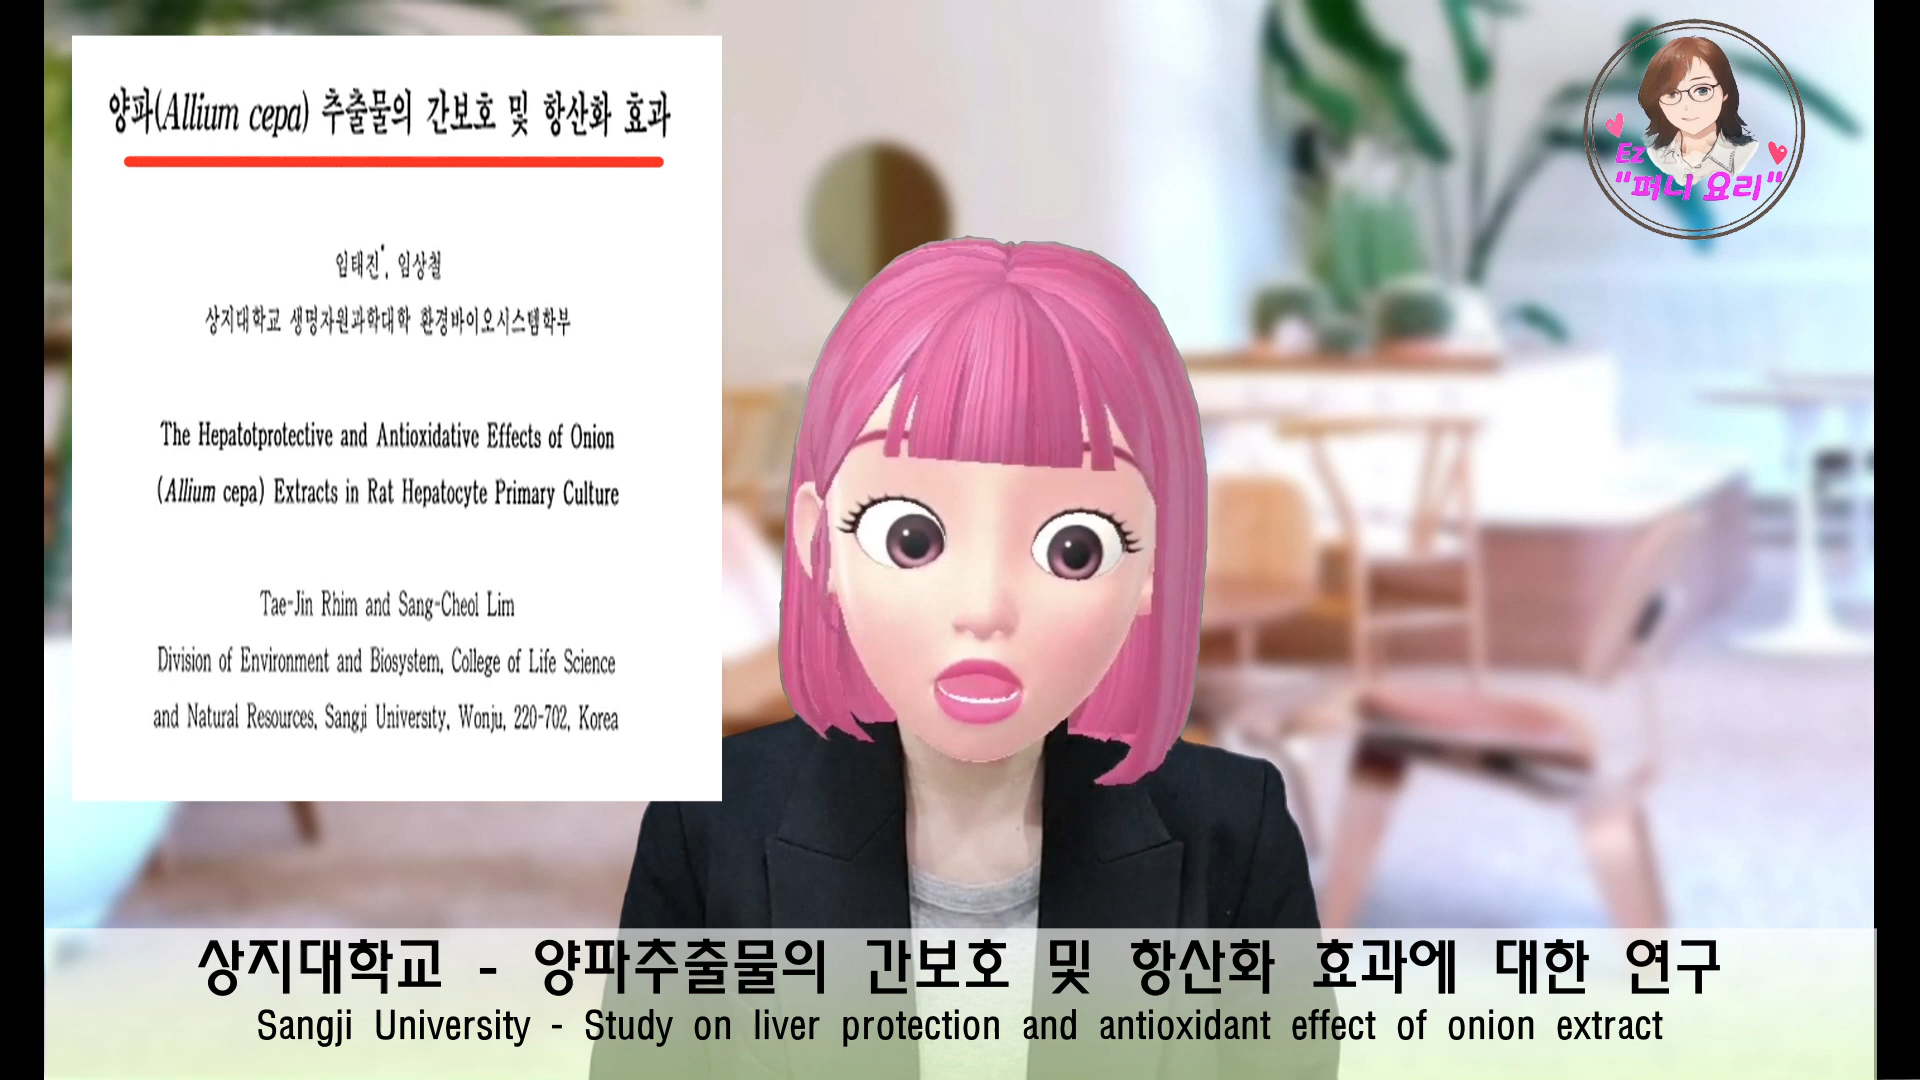 양파(Allium cepa) 추출물의 간보호 및 항산화 효과
임태진*, 임상철
상지대학교 생명자원과학대학 환경바이오시스템학부
The Hepatotprotective and Antioxidative Effects of Onion
(Allium cepa) Extracts in Rat Hepatocyte Primary Culture
Tae-Jin Rhim and Sang-Cheol Lim
Division of Environment and Biosystem, College of Life Science
and Natural Resources, Sangji University, Wonju, 220-702, Korea
Ez
"퍼니 요리"
상지대학교 - 양파추출물의 간보호 및 항산화 효과에 대한 연구
Sangji University - Study on liver protection and antioxidant effect of onion extract